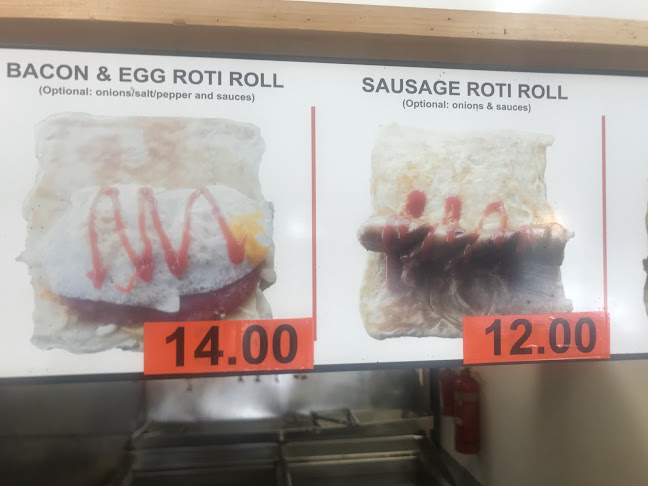 BACON & EGG ROTI ROLL
(Optional: onions/salt/pepper and sauces)
14.00
SAUSAGE ROTI ROLL
(Optional: onions & sauces)
12.00